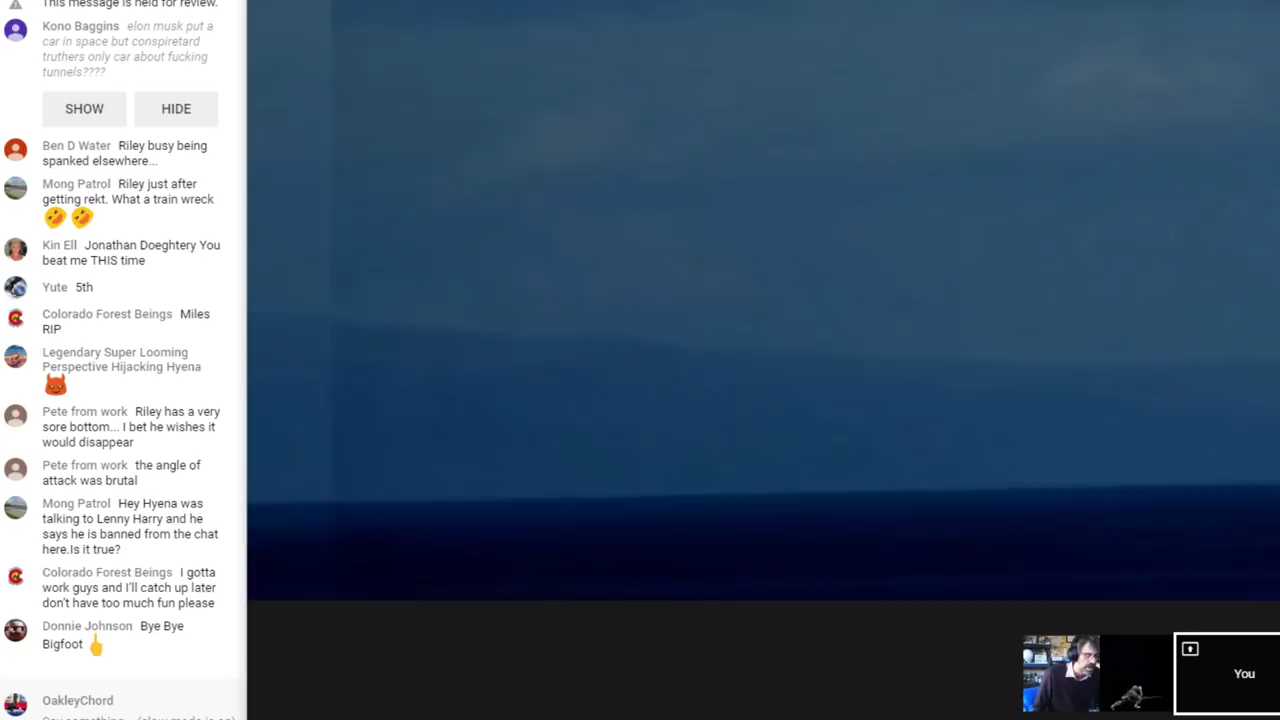 This message is held for review.
Kono Baggins elon musk put a
car in space but conspiretard
truthers only car about fucking
tunnels????
SHOW HIDE
Ben D Water Riley busy being
spanked elsewhere...
Mong Patrol Riley just after
getting rekt. What a train wreck
Kin Ell Jonathan Doeghtery You
beat me THIS time
Yute 5th
Colorado Forest Beings Miles
RIP
Legendary Super Looming
Perspective Hijacking Hyena
Pete from work Riley has a very
sore bottom... I bet he wishes it
would disappear
Pete from work the angle of
attack was brutal
Mong Patrol Hey Hyena was
talking to Lenny Harry and he
says he is banned from the chat
here.Is it true?
Colorado Forest Beings I gotta
work guys and I'll catch up later
don't have too much fun please
Donnie Johnson Bye Bye
Bigfoot
You
OakleyChord
Say something... (slow mode is on)